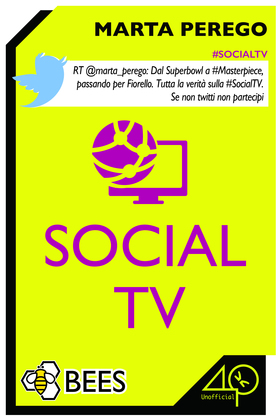 MARTA PEREGO
#SOCIALTV
RT @marta_perego: Dal Superbowl a #Masterpiece,
passando per Fiorello. Tutta la verità sulla #SocialTV.
Se non twitti non partecipi
SOCIAL
TV
BEES
Unofficial